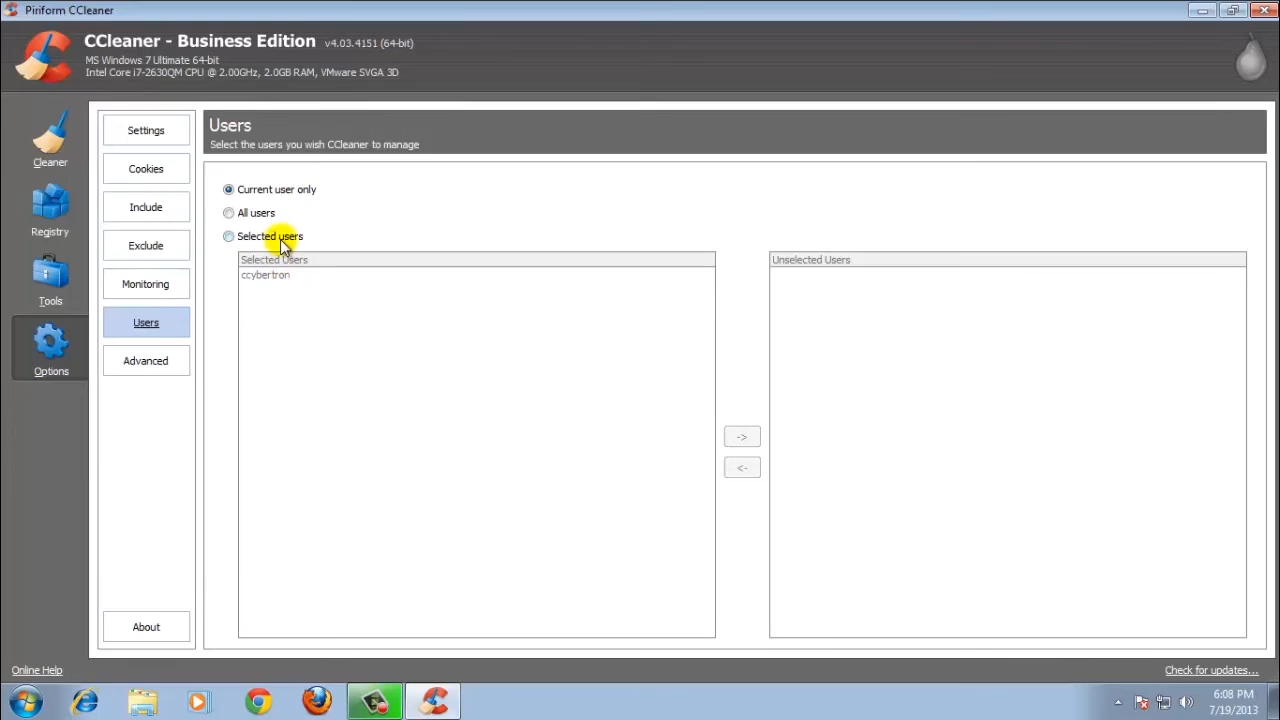 Piriform CCleaner
CCleaner - Business Edition v4.03.4151 (64-bit)
MS Windows 7 Ultimate 64-bit
Intel Core i7-2630QM CPU @ 2.00GHz, 2.0GB RAM, VMware SVGA 3D
Cleaner
Registry
Tools
Options
Settings
Cookies
Include
Exclude
Monitoring
Users
Advanced
About
Users
Select the users you wish CCleaner to manage
Current user only
All users
Selected users
Selected Users
ccybertron
->
<-
Unselected Users
Online Help
Check for updates...
6:08 PM
7/19/2013